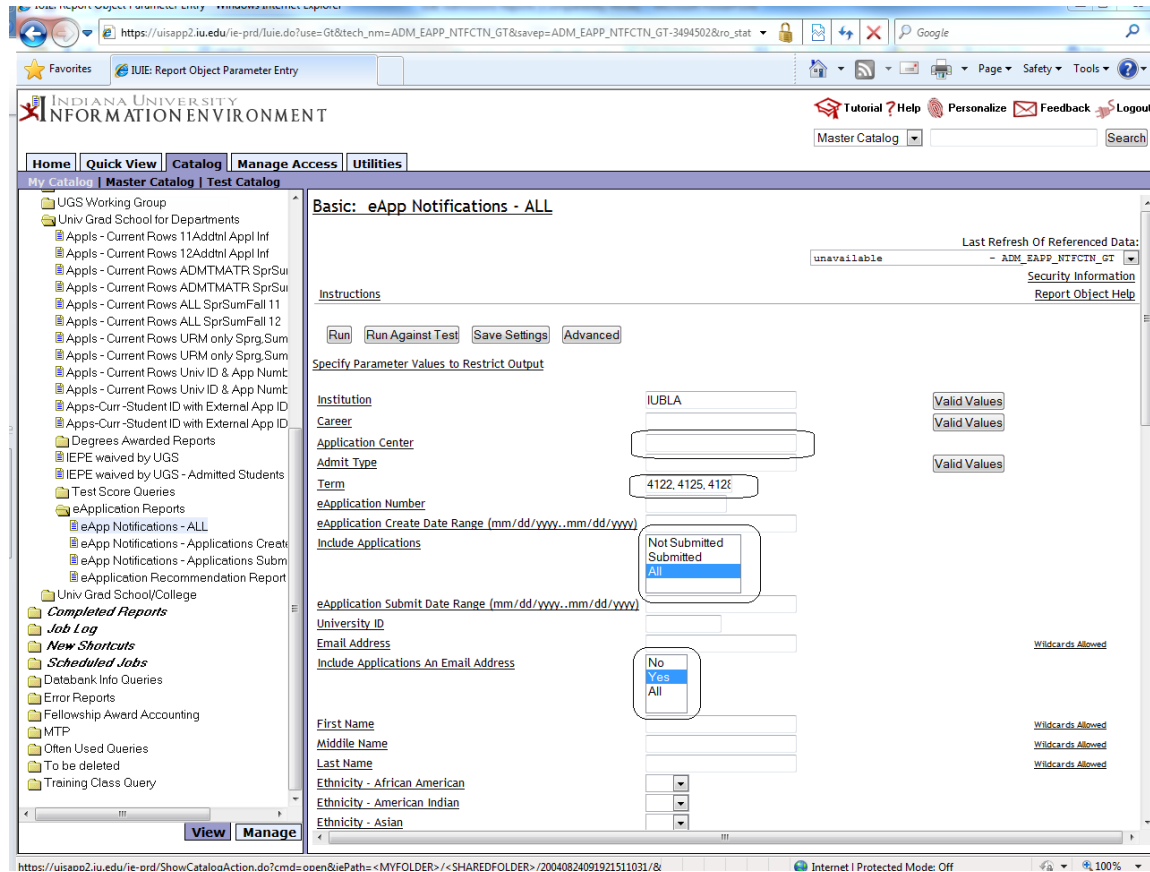 IUIE: Report Object Parameter Entry - Windows Internet Explorer
https://uisapp2.iu.edu/ie-prd/Iuie.do?use=Gt&tech_nm=ADM_EAPP_NTFCTN_GT&savep=ADM_EAPP_NTFCTN_GT-3494502&ro_stat
Google
Favorites
IUIE: Report Object Parameter Entry
Page
Safety
Tools
INDIANA UNIVERSITY
INFORMATION ENVIRONMENT
Tutorial ? Help Personalize Feedback Logout
Master Catalog Search
Home Quick View Catalog Manage Access Utilities
My Catalog | Master Catalog | Test Catalog
UGS Working Group
Univ Grad School for Departments
Appls - Current Rows 11Addtnl Appl Inf
Appls - Current Rows 12Addtnl Appl Inf
Appls - Current Rows ADMTMATR SprSu
Appls - Current Rows ADMTMATR SprSu
Appls - Current Rows ALL SprSumFall 11
Appls - Current Rows ALL SprSumFall 12
Appls - Current Rows URM only Sprg,Sum
Appls - Current Rows URM only Sprg,Sum
Appls - Current Rows Univ ID & App Numb
Appls - Current Rows Univ ID & App Numb
Apps-Curr -Student ID with External App ID
Apps-Curr -Student ID with External App ID
Degrees Awarded Reports
IEPE waived by UGS
IEPE waived by UGS - Admitted Students
Test Score Queries
eApplication Reports
eApp Notifications - ALL
eApp Notifications - Applications Create
eApp Notifications - Applications Subm
eApplication Recommendation Report
Univ Grad School/College
Completed Reports
Job Log
New Shortcuts
Scheduled Jobs
Databank Info Queries
Error Reports
Fellowship Award Accounting
MTP
Often Used Queries
To be deleted
Training Class Query
View Manage
Basic: eApp Notifications - ALL
Last Refresh Of Referenced Data:
unavailable - ADM_EAPP_NTFCTN_GT
Security Information
Instructions
Report Object Help
Run Run Against Test Save Settings Advanced
Specify Parameter Values to Restrict Output
Institution IUBLA Valid Values
Career Valid Values
Application Center
Admit Type Valid Values
Term 4122, 4125, 4128
eApplication Number
eApplication Create Date Range (mm/dd/yyyy..mm/dd/yyyy)
Include Applications Not Submitted
Submitted
All
eApplication Submit Date Range (mm/dd/yyyy..mm/dd/yyyy)
University ID
Email Address Wildcards Allowed
Include Applications An Email Address No
Yes
All
First Name Wildcards Allowed
Middile Name Wildcards Allowed
Last Name Wildcards Allowed
Ethnicity - African American
Ethnicity - American Indian
Ethnicity - Asian
https://uisapp2.iu.edu/ie-prd/ShowCatalogAction.do?cmd=open&iePath=<MYFOLDER>/<SHAREDFOLDER>/20040824091921511031/& Internet | Protected Mode: Off 100%